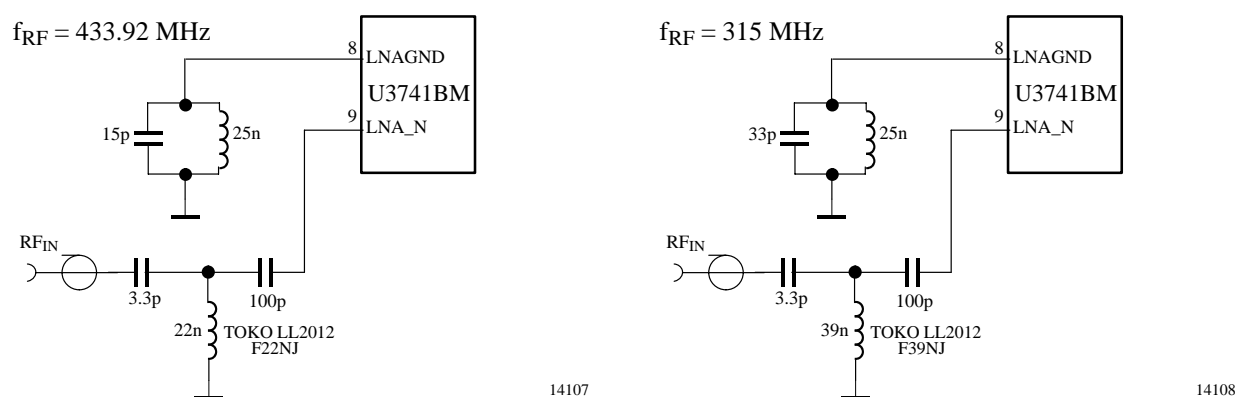 fRF = 433.92 MHz
8
LNAGND
U3741BM
9
LNA_N
15p
25n
RFIN
3.3p
100p
22n
TOKO LL2012
F22NJ
14107
fRF = 315 MHz
8
LNAGND
U3741BM
9
LNA_N
33p
25n
RFIN
3.3p
100p
39n
TOKO LL2012
F39NJ
14108